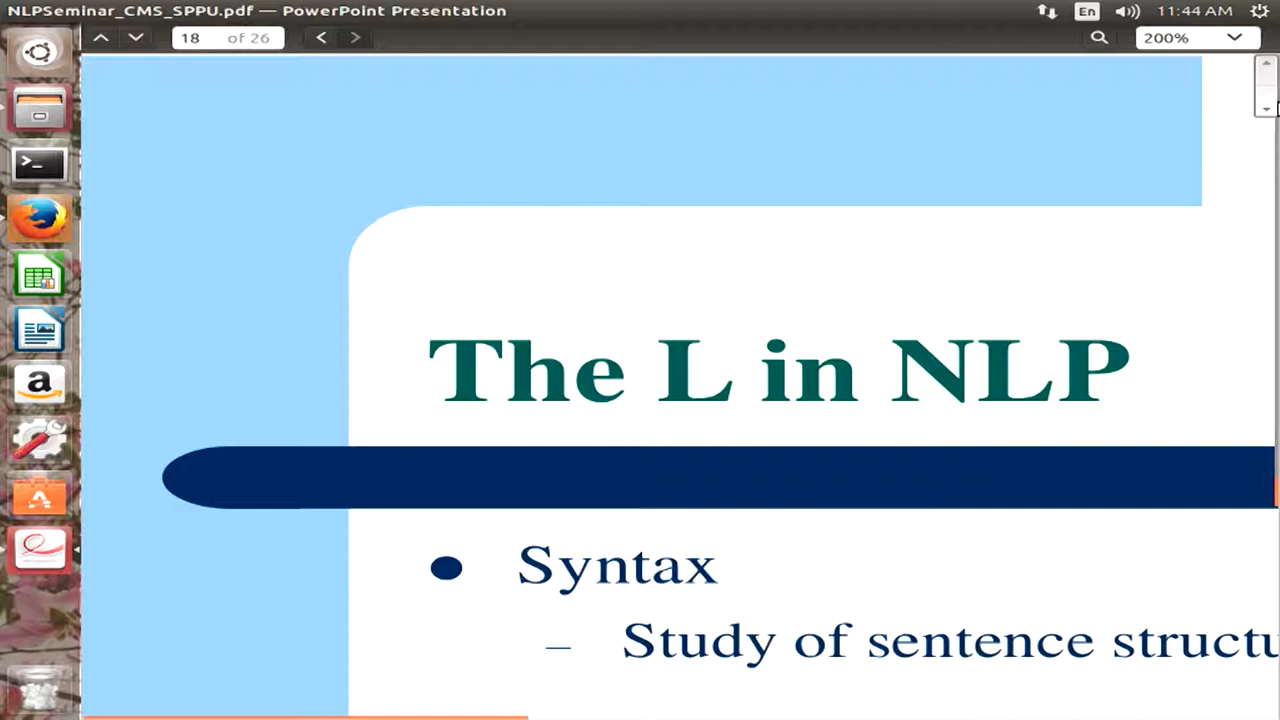 NLPSeminar_CMS_SPPU.pdf — PowerPoint Presentation
En
11:44 AM
18 of 26
200%
The L in NLP
● Syntax
– Study of sentence structu